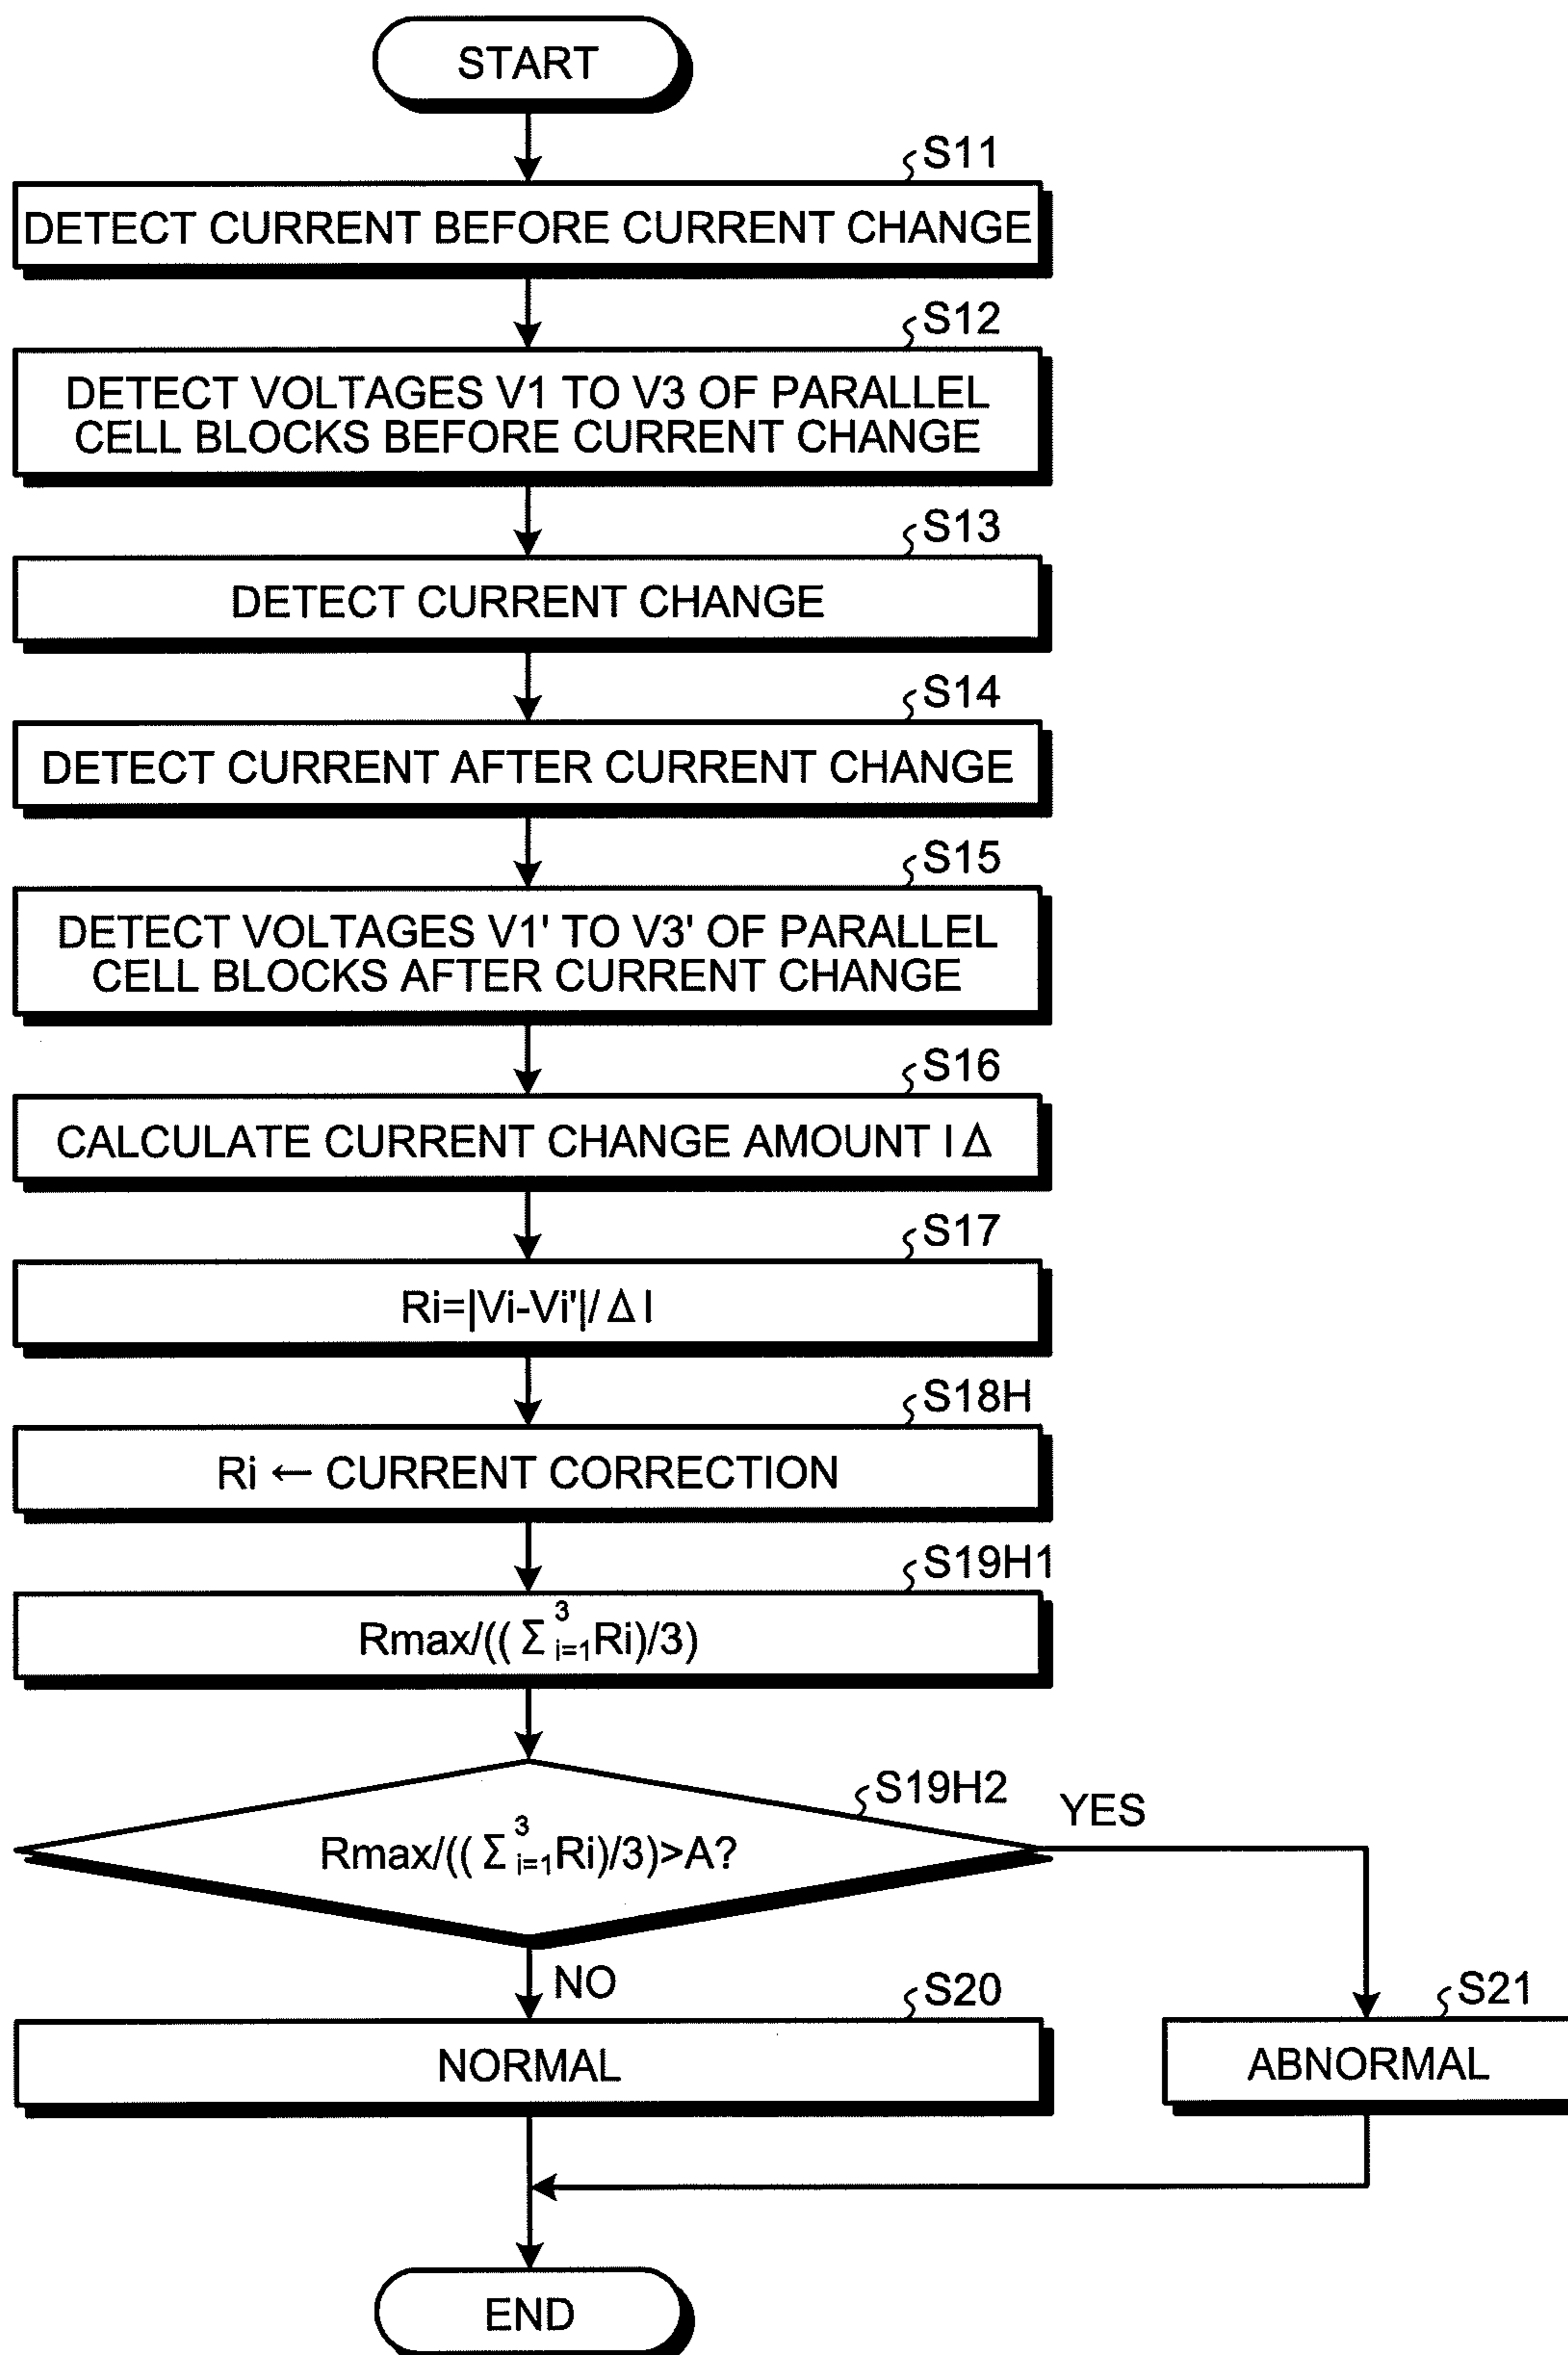 START
S11
DETECT CURRENT BEFORE CURRENT CHANGE
S12
DETECT VOLTAGES V1 TO V3 OF PARALLEL
CELL BLOCKS BEFORE CURRENT CHANGE
S13
DETECT CURRENT CHANGE
S14
DETECT CURRENT AFTER CURRENT CHANGE
S15
DETECT VOLTAGES V1' TO V3' OF PARALLEL
CELL BLOCKS AFTER CURRENT CHANGE
S16
CALCULATE CURRENT CHANGE AMOUNT I Δ
S17
Ri=|Vi-Vi'|/ Δ I
S18H
Ri ← CURRENT CORRECTION
S19H1
Rmax/((Σ³ᵢ₌₁Ri)/3)
S19H2
YES
Rmax/((Σ³ᵢ₌₁Ri)/3)>A?
NO
S20
S21
NORMAL
ABNORMAL
END